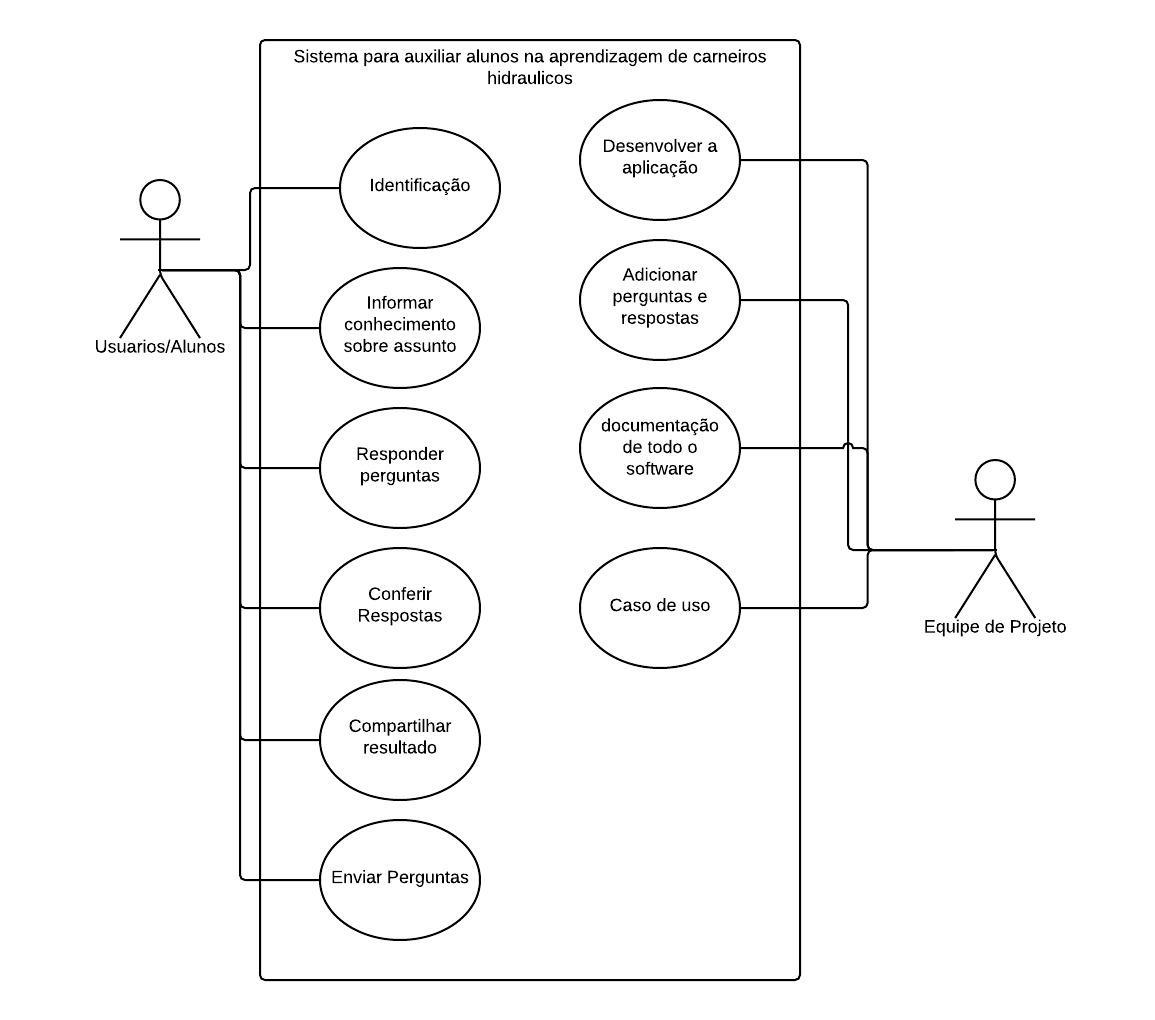 Sistema para auxiliar alunos na aprendizagem de carneiros
hidraulicos
Identificação
Informar
conhecimento
sobre assunto
Responder
perguntas
Conferir
Respostas
Compartilhar
resultado
Enviar Perguntas
Desenvolver a
aplicação
Adicionar
perguntas e
respostas
documentação
de todo o
software
Caso de uso
Usuarios/Alunos
Equipe de Projeto